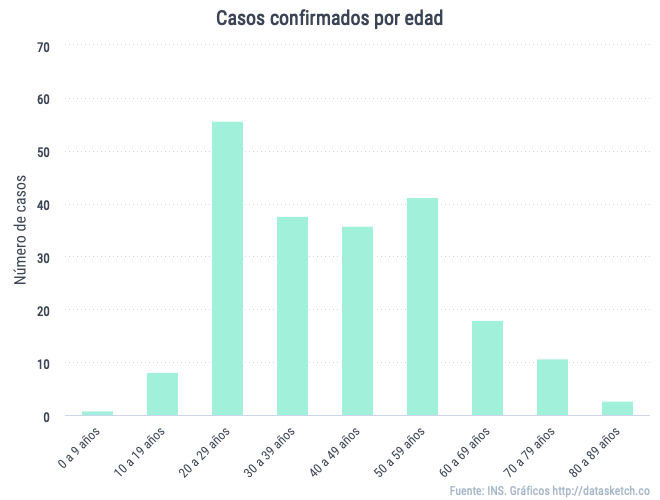 Casos confirmados por edad
Número de casos
70
60
50
40
30
20
10
0
0 a 9 años
10 a 19 años
20 a 29 años
30 a 39 años
40 a 49 años
50 a 59 años
60 a 69 años
70 a 79 años
80 a 89 años
Fuente: INS. Gráficos http://datasketch.co